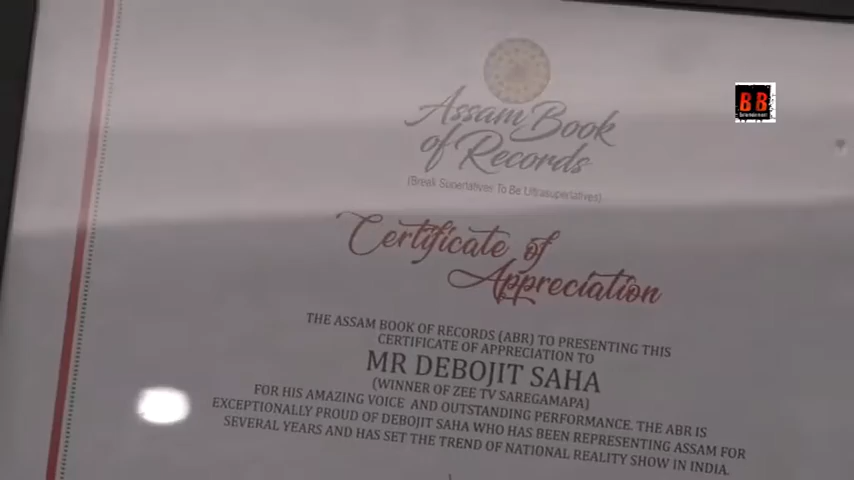 Assam Book
of Records
(Break Superlatives To Be Ultrasuperlatives)
BB
Certificate of
Appreciation
THE ASSAM BOOK OF RECORDS (ABR) TO PRESENTING THIS
CERTIFICATE OF APPRECIATION TO
MR DEBOJIT SAHA
(WINNER OF ZEE TV SAREGAMAPA)
FOR HIS AMAZING VOICE AND OUTSTANDING PERFORMANCE. THE ABR IS
EXCEPTIONALLY PROUD OF DEBOJIT SAHA WHO HAS BEEN REPRESENTING ASSAM FOR
SEVERAL YEARS AND HAS SET THE TREND OF NATIONAL REALITY SHOW IN INDIA.